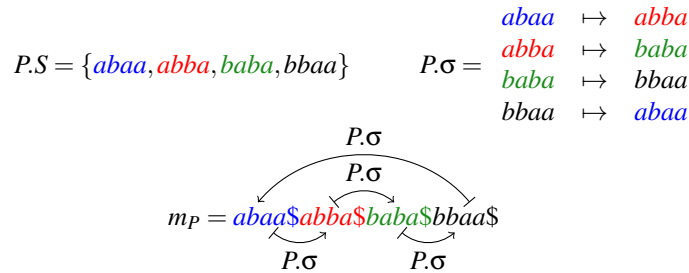 abaa ↦ abba
P.S = {abaa, abba, baba, bbaa} P.σ = abba ↦ baba
baba ↦ bbaa
bbaa ↦ abaa
P.σ
P.σ
m_P = abaa$abba$baba$bbaa$
P.σ P.σ